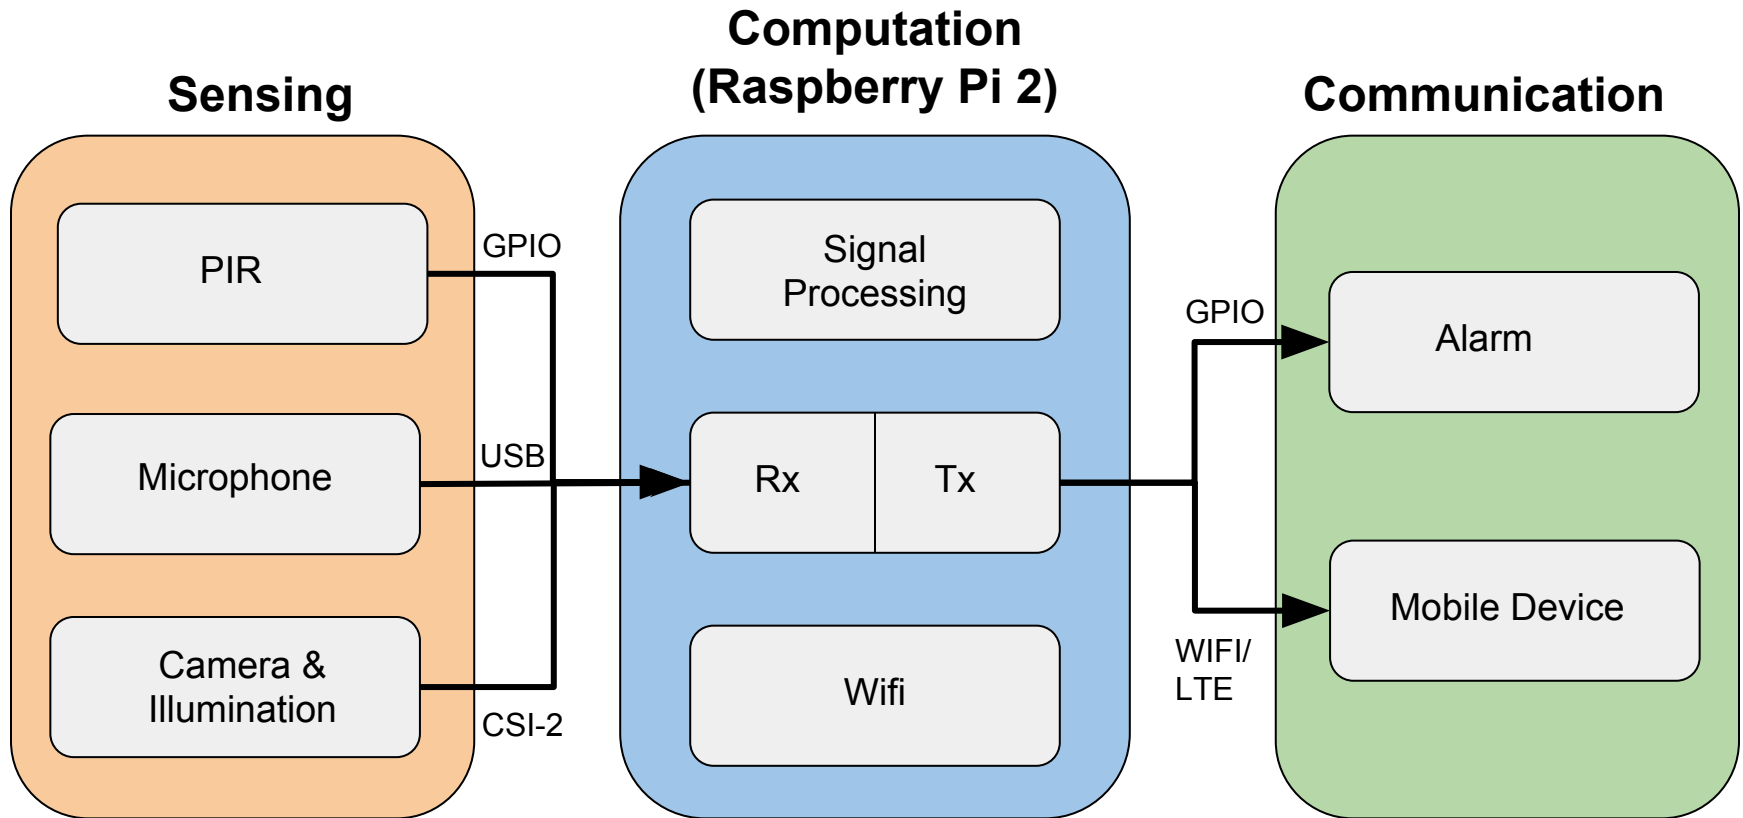 Sensing
PIR
Microphone
Camera &
Illumination
GPIO
USB
CSI-2
Computation
(Raspberry Pi 2)
Signal
Processing
Rx
Tx
Wifi
GPIO
WIFI/
LTE
Communication
Alarm
Mobile Device